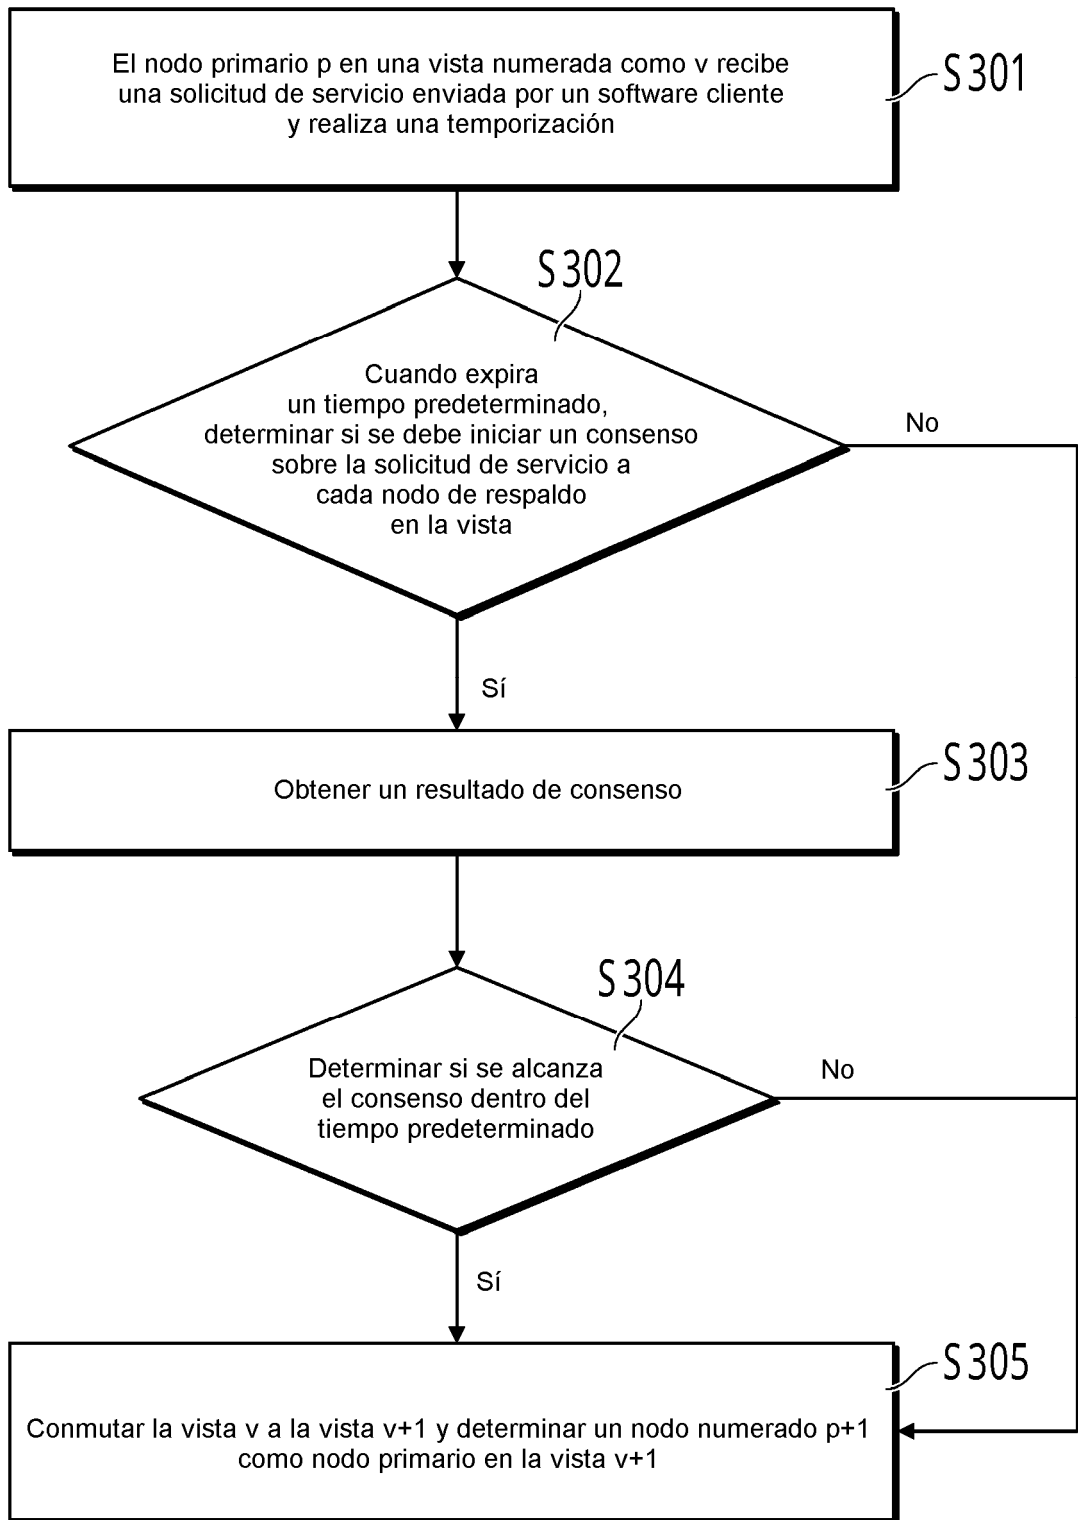 El nodo primario p en una vista numerada como v recibe
una solicitud de servicio enviada por un software cliente
y realiza una temporización
S301
S302
Cuando expira
un tiempo predeterminado,
determinar si se debe iniciar un consenso
sobre la solicitud de servicio a
cada nodo de respaldo
en la vista
No
Sí
Obtener un resultado de consenso
S303
S304
Determinar si se alcanza
el consenso dentro del
tiempo predeterminado
No
Sí
S305
Conmutar la vista v a la vista v+1 y determinar un nodo numerado p+1
como nodo primario en la vista v+1